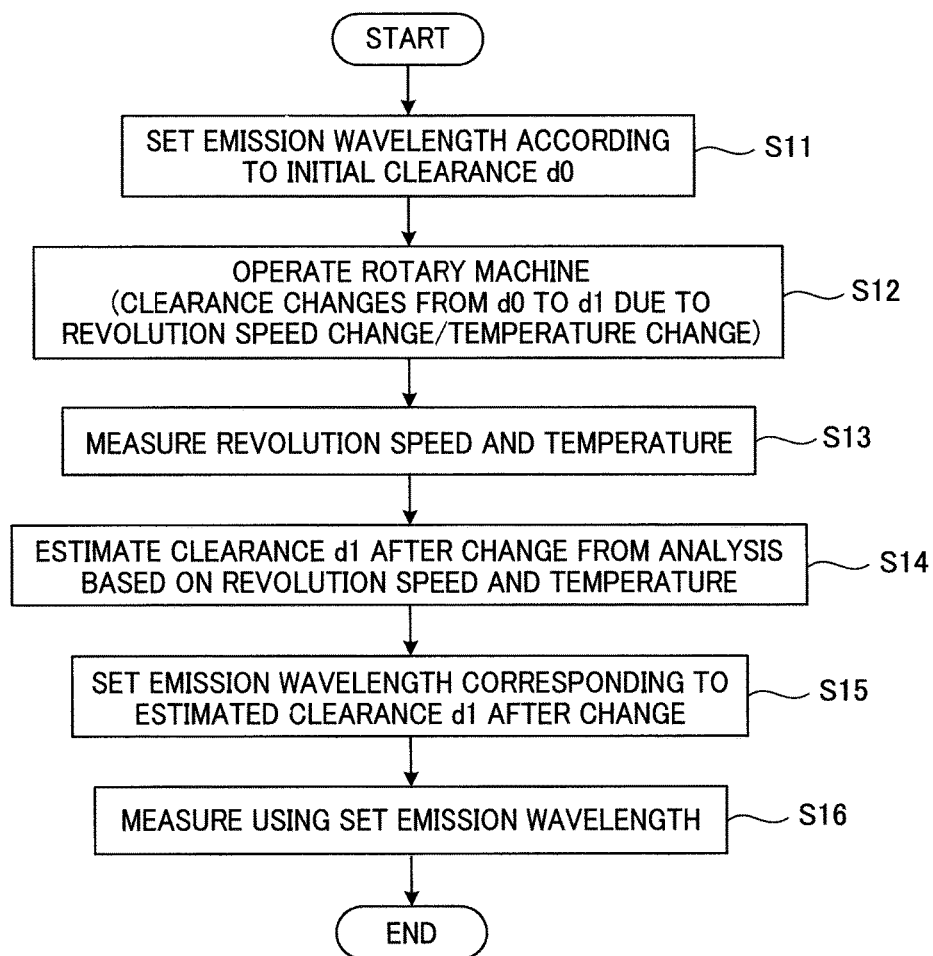 START
SET EMISSION WAVELENGTH ACCORDING
TO INITIAL CLEARANCE d0
S11
OPERATE ROTARY MACHINE
(CLEARANCE CHANGES FROM d0 TO d1 DUE TO
REVOLUTION SPEED CHANGE/TEMPERATURE CHANGE)
S12
MEASURE REVOLUTION SPEED AND TEMPERATURE
S13
ESTIMATE CLEARANCE d1 AFTER CHANGE FROM ANALYSIS
BASED ON REVOLUTION SPEED AND TEMPERATURE
S14
SET EMISSION WAVELENGTH CORRESPONDING TO
ESTIMATED CLEARANCE d1 AFTER CHANGE
S15
MEASURE USING SET EMISSION WAVELENGTH
S16
END